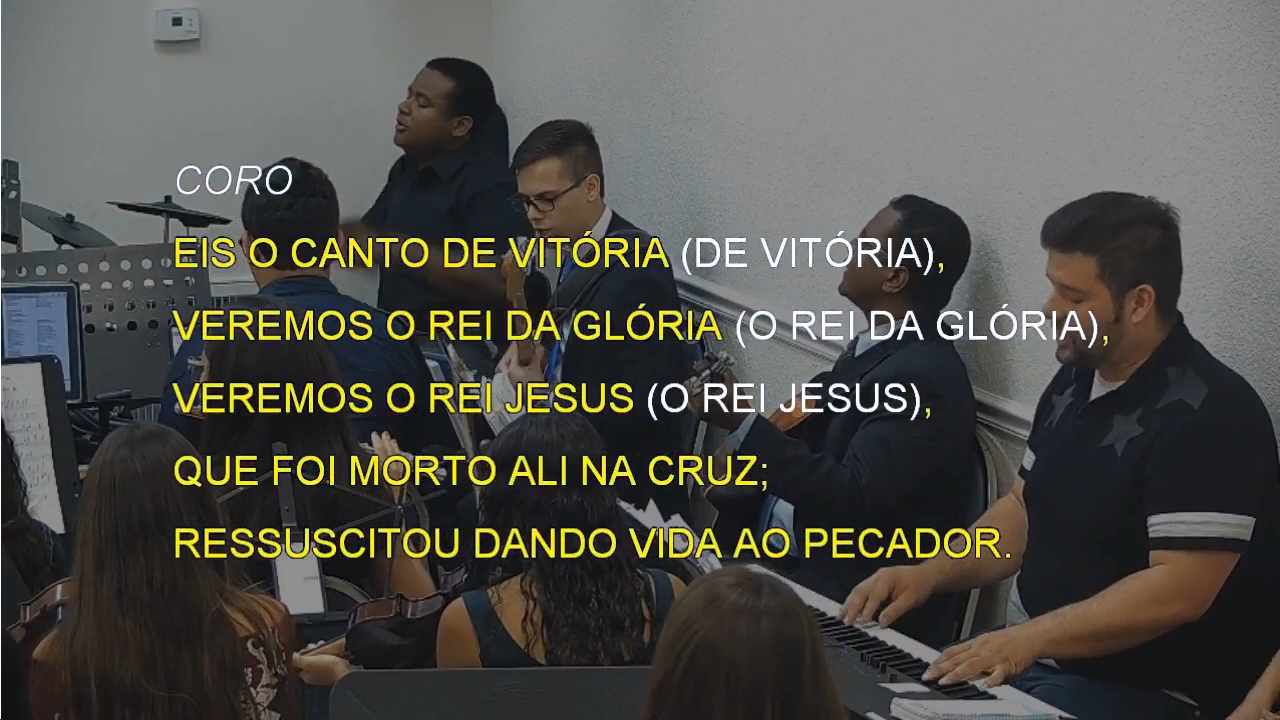 CORO
EIS O CANTO DE VITÓRIA (DE VITÓRIA),
VEREMOS O REI DA GLÓRIA (O REI DA GLÓRIA),
VEREMOS O REI JESUS (O REI JESUS),
QUE FOI MORTO ALI NA CRUZ;
RESSUSCITOU DANDO VIDA AO PECADOR.